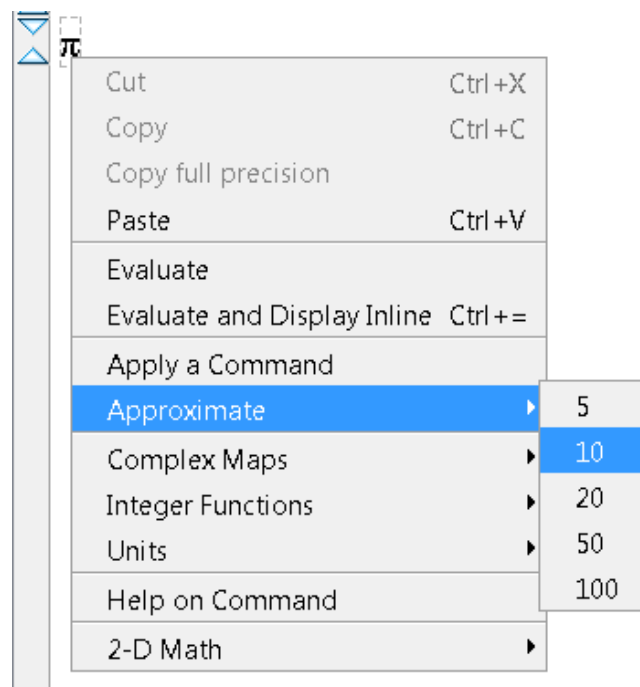 π
Cut Ctrl+X
Copy Ctrl+C
Copy full precision
Paste Ctrl+V
Evaluate
Evaluate and Display Inline Ctrl+=
Apply a Command
Approximate
5
10
20
50
100
Complex Maps
Integer Functions
Units
Help on Command
2-D Math